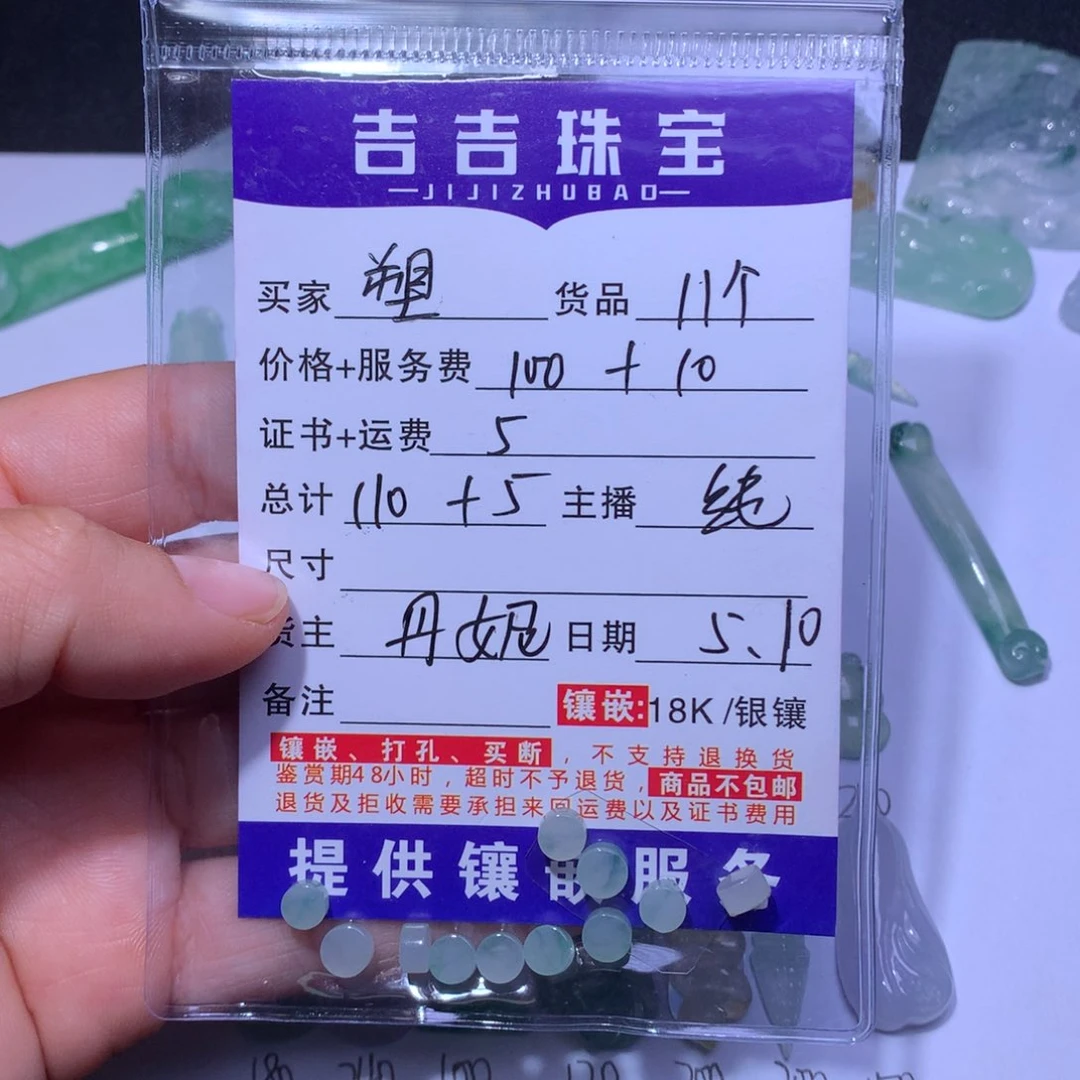 吉吉珠宝
JIJIZHUBAO
买家 塑 货品 11个
价格+服务费 100 + 10
证书+运费 5
总计 110 +5 主播 纯
尺寸
货主 丹妮 日期 5、10
备注 镶嵌:18K/银镶
镶嵌、打孔、买断，不支持退换货
鉴赏期48小时，超时不予退货，商品不包邮
退货及拒收需要承担来回运费以及证书费用
提供镶嵌服务